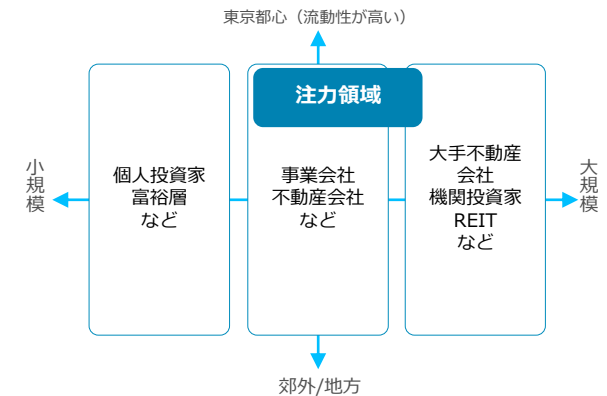 東京都心（流動性が高い）
注力領域
小規模
個人投資家
富裕層
など
事業会社
不動産会社
など
大手不動産
会社
機関投資家
REIT
など
大規模
郊外/地方